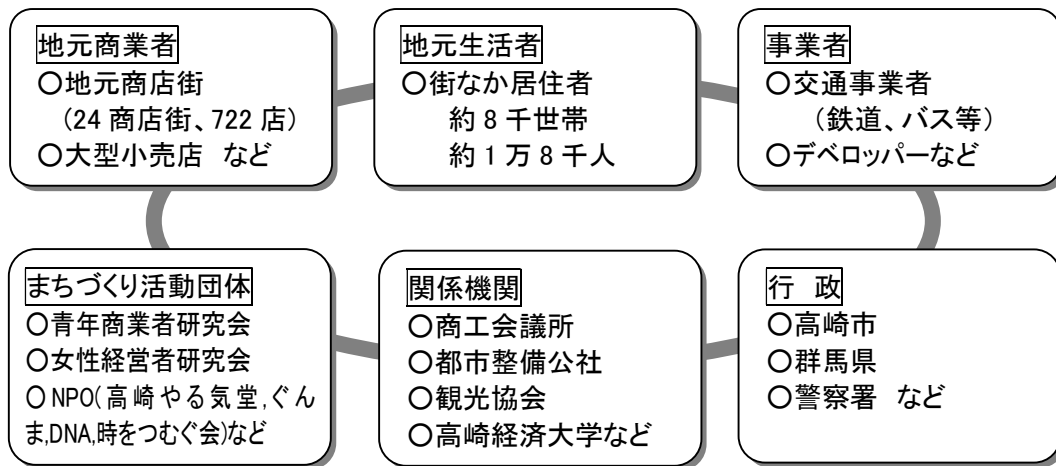 地元商業者
○地元商店街
（24 商店街、722 店）
○大型小売店 など
地元生活者
○街なか居住者
約 8 千世帯
約 1 万 8 千人
事業者
○交通事業者
（鉄道、バス等）
○デベロッパーなど
まちづくり活動団体
○青年商業者研究会
○女性経営者研究会
○NPO(高崎やる気堂,ぐん
ま,DNA,時をつむぐ会)など
関係機関
○商工会議所
○都市整備公社
○観光協会
○高崎経済大学など
行 政
○高崎市
○群馬県
○警察署 など